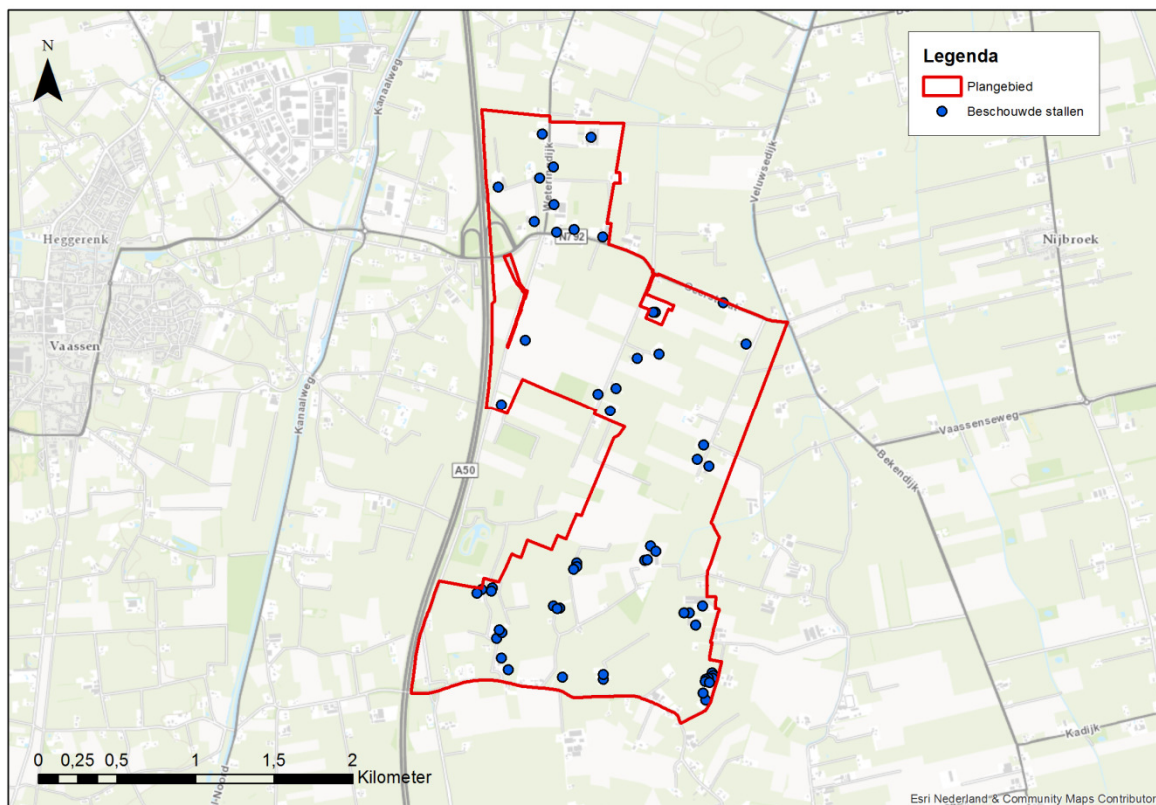 N
Legenda
Plangebied
Beschouwde stallen
Kanaalweg
Weteringdijk
Veluwsedijk
Heggerenk
N792
Nijbroek
Vaassen
Kanaalweg
A50
Vaassenseweg
Bekendijk
Kadijk
0 0,25 0,5 1 1,5 2
Kilometer
l-Noord
Esri Nederland & Community Maps Contributor